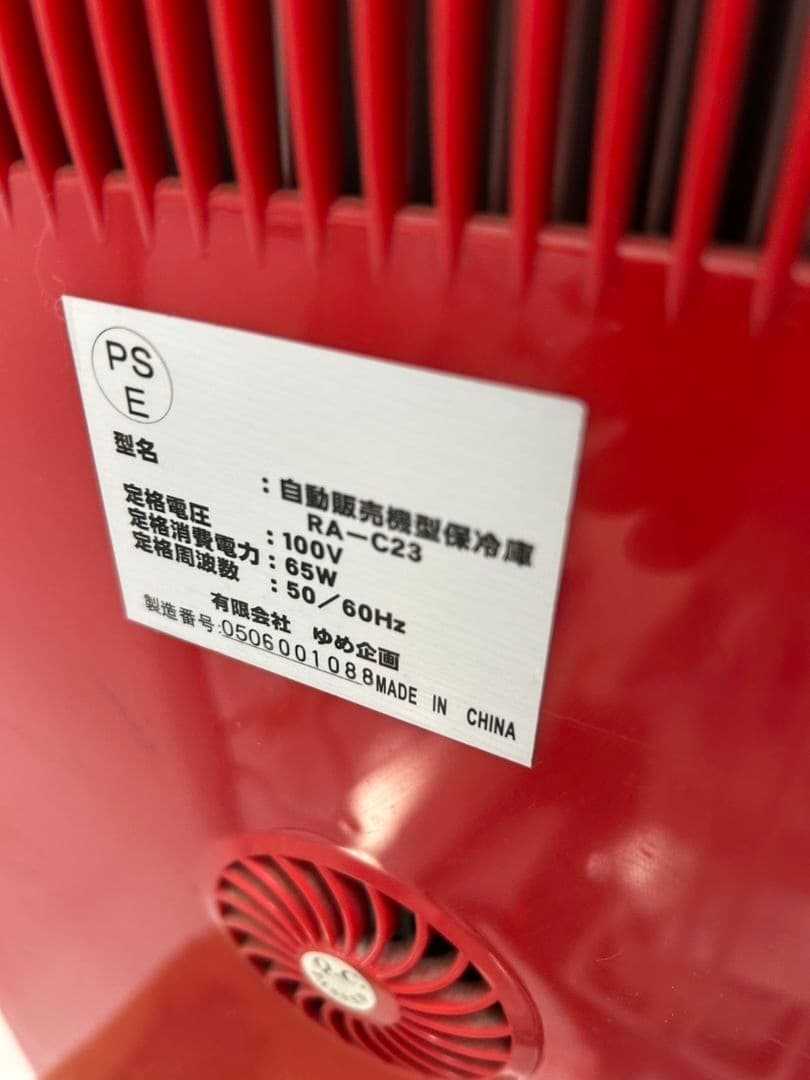 PS
E
型名 : 自動販売機型保冷庫
RA-C23
定格電圧 : 100V
定格消費電力 : 65W
定格周波数 : 50/60Hz
有限会社 ゆめ企画
製造番号:0506001088 MADE IN CHINA
Q.C.